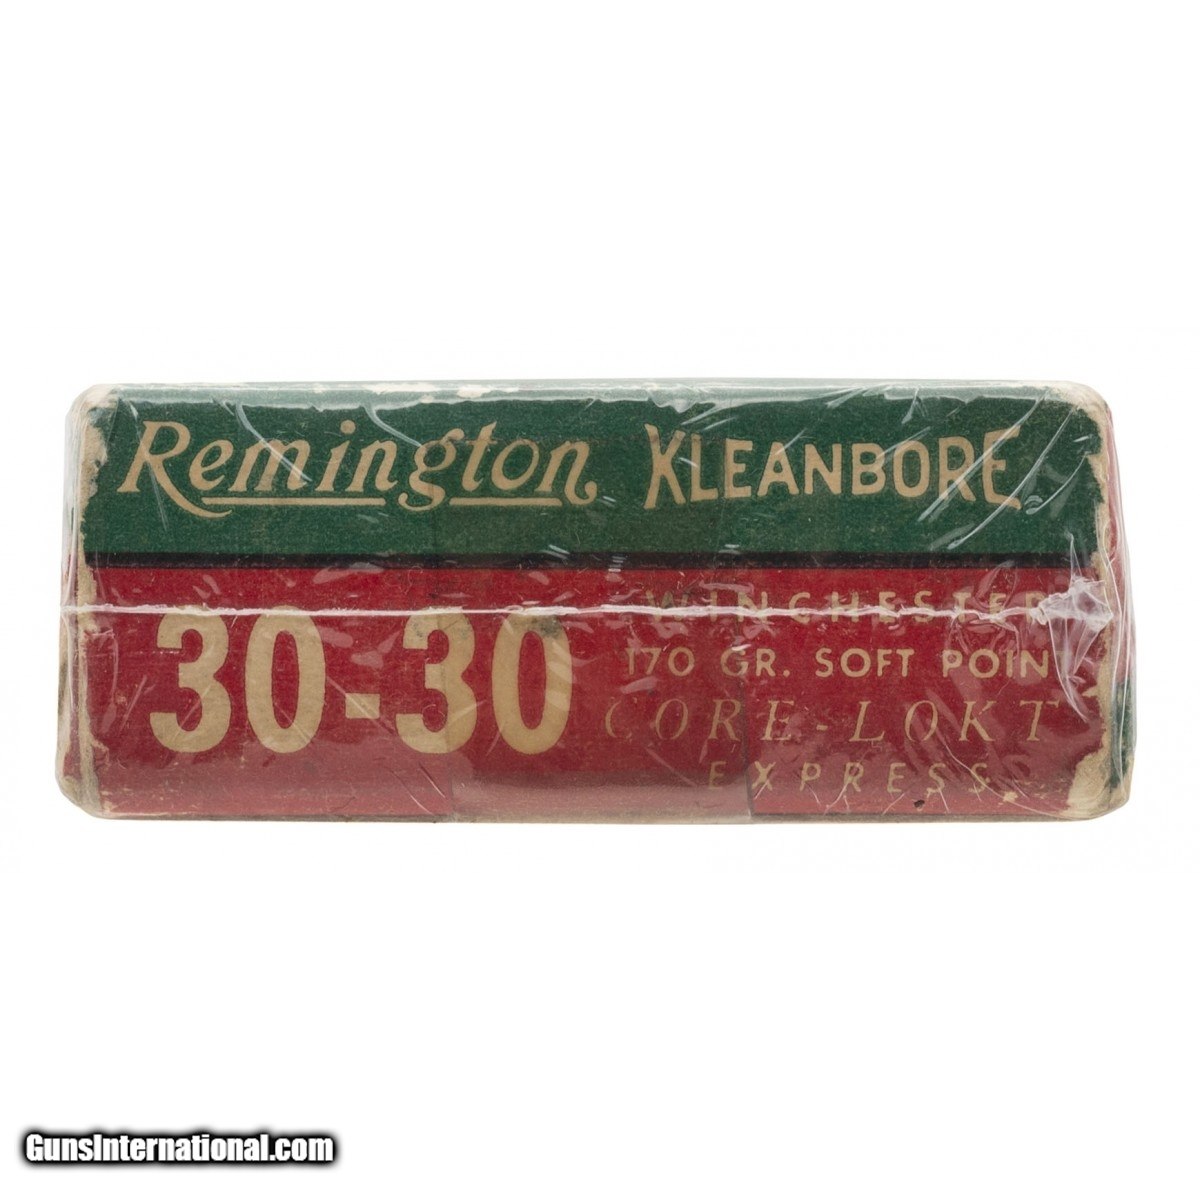 Remington KLEANBORE
30-30
WINCHESTER
170 GR. SOFT POIN
CORE-LOKT
EXPRESS
GunsInternational.com